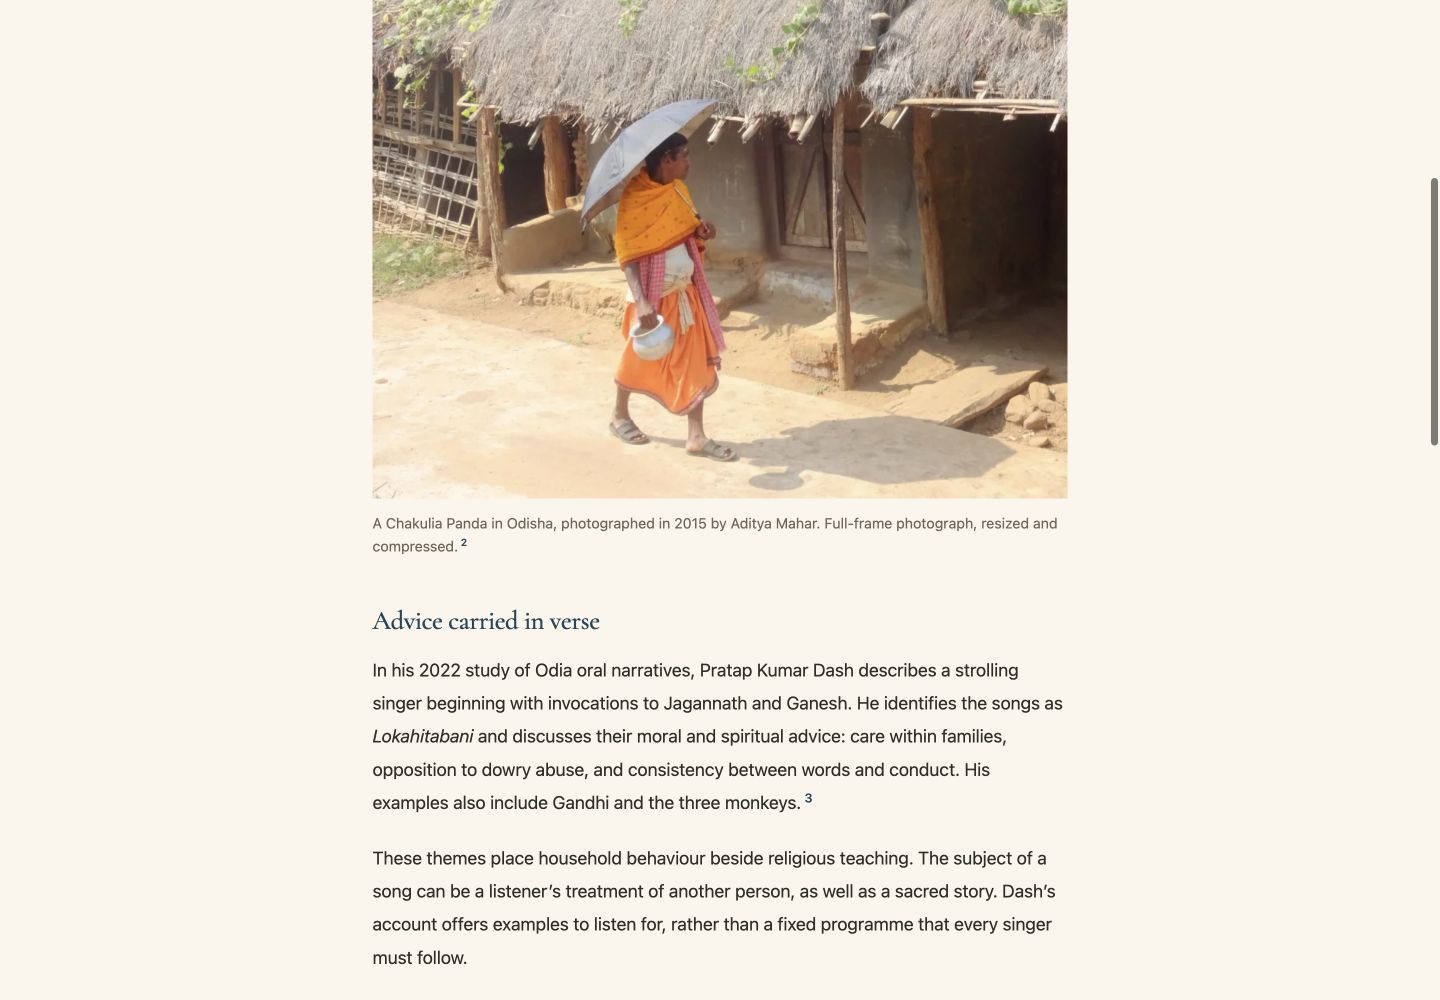 A Chakulia Panda in Odisha, photographed in 2015 by Aditya Mahar. Full-frame photograph, resized and
compressed. 2
Advice carried in verse
In his 2022 study of Odia oral narratives, Pratap Kumar Dash describes a strolling
singer beginning with invocations to Jagannath and Ganesh. He identifies the songs as
Lokahitabani and discusses their moral and spiritual advice: care within families,
opposition to dowry abuse, and consistency between words and conduct. His
examples also include Gandhi and the three monkeys. 3
These themes place household behaviour beside religious teaching. The subject of a
song can be a listener’s treatment of another person, as well as a sacred story. Dash’s
account offers examples to listen for, rather than a fixed programme that every singer
must follow.